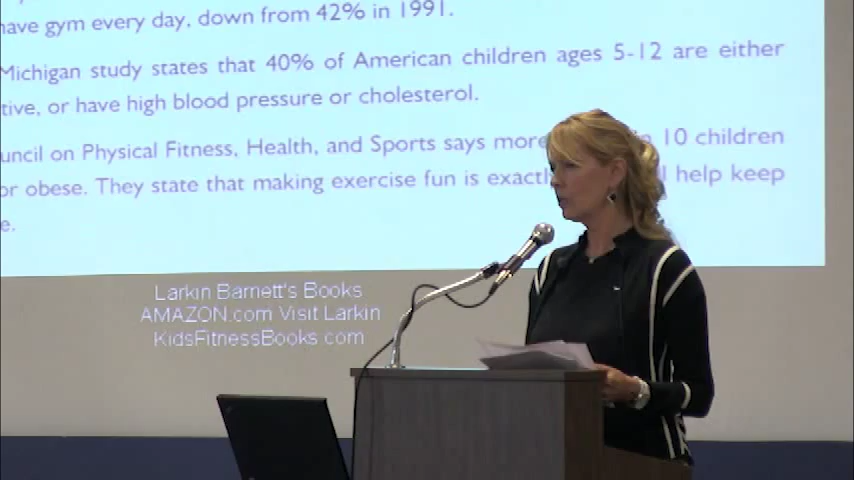 have gym every day, down from 42% in 1991.
Michigan study states that 40% of American children ages 5-12 are either
tive, or have high blood pressure or cholesterol.
uncil on Physical Fitness, Health, and Sports says more 10 children
or obese. They state that making exercise fun is exactl help keep
e.
Larkin Barnett's Books
AMAZON.com Visit Larkin
KidsFitnessBooks.com